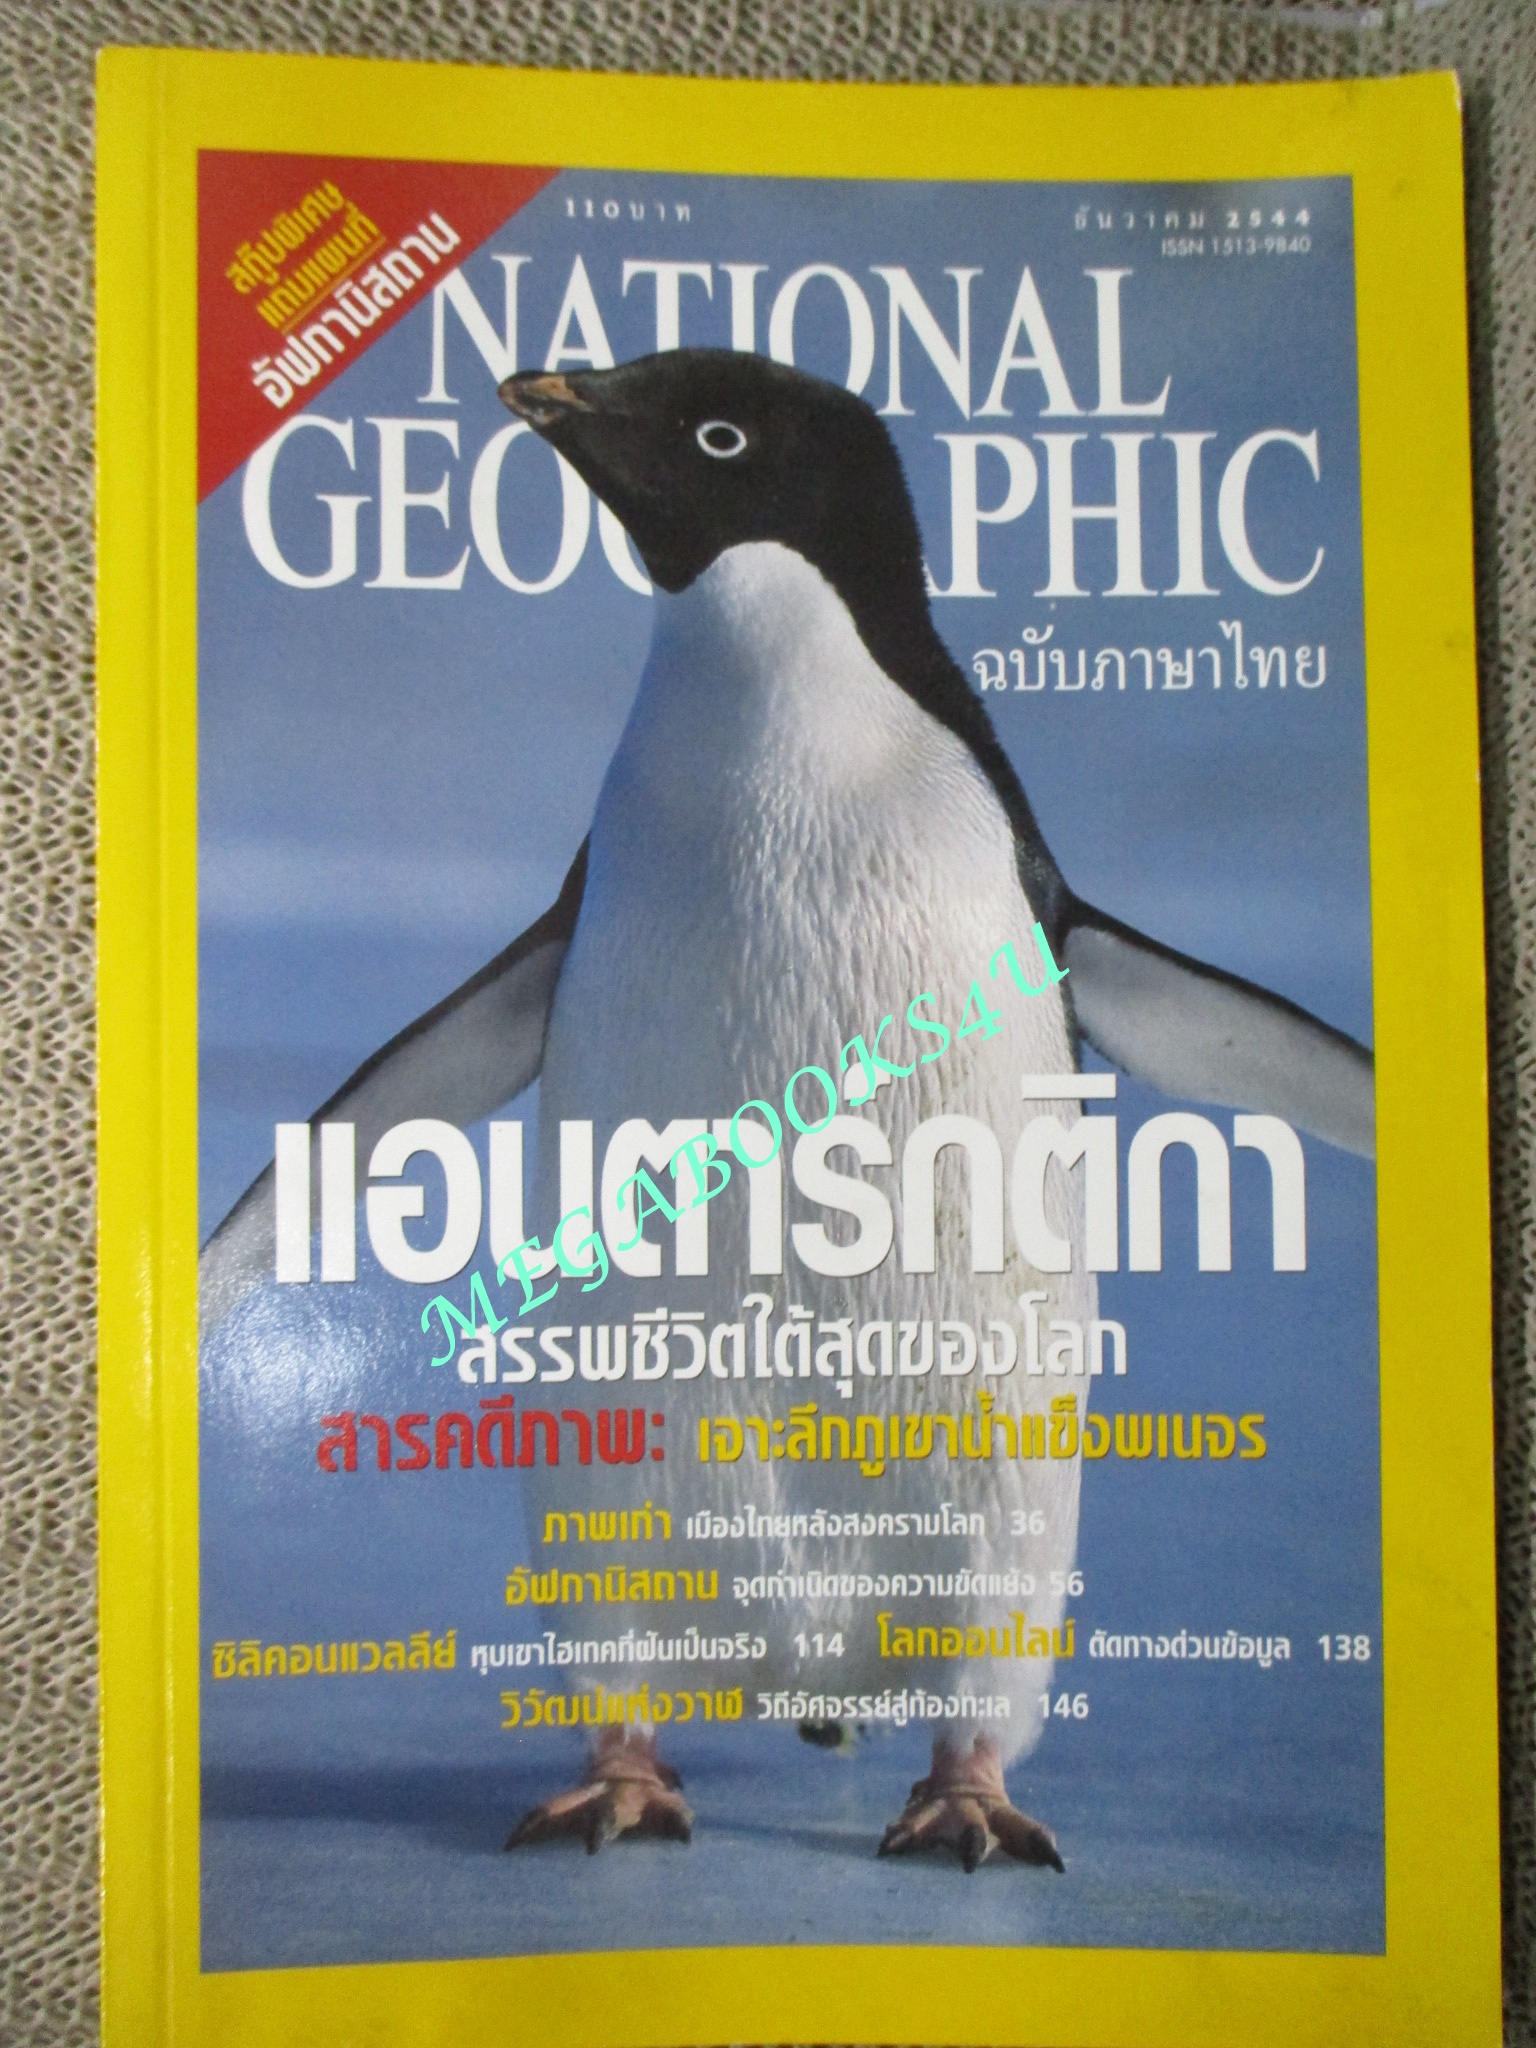 สกู๊ปพิเศษ
แถมแผนที่
อัฟกานิสถาน
110 บาท
ธันวาคม 2544
ISSN 1513-9840
NATIONAL
GEOGRAPHIC
ฉบับภาษาไทย
แอนตาร์กติกา
MEGABOOKS4U
สรรพชีวิตใต้สุดของโลก
สารคดีภาพ: เจาะลึกภูเขาน้ำแข็งพเนจร
ภาพเก่า เมืองไทยหลังสงครามโลก 36
อัฟกานิสถาน จุดกำเนิดของความขัดแย้ง 56
ซิลิคอนแวลลีย์ หุบเขาไฮเทคที่ฝันเป็นจริง 114 โลกออนไลน์ ตัดทางด่วนข้อมูล 138
วิวัฒน์แห่งวาฬ วิถีอัศจรรย์สู่ท้องทะเล 146